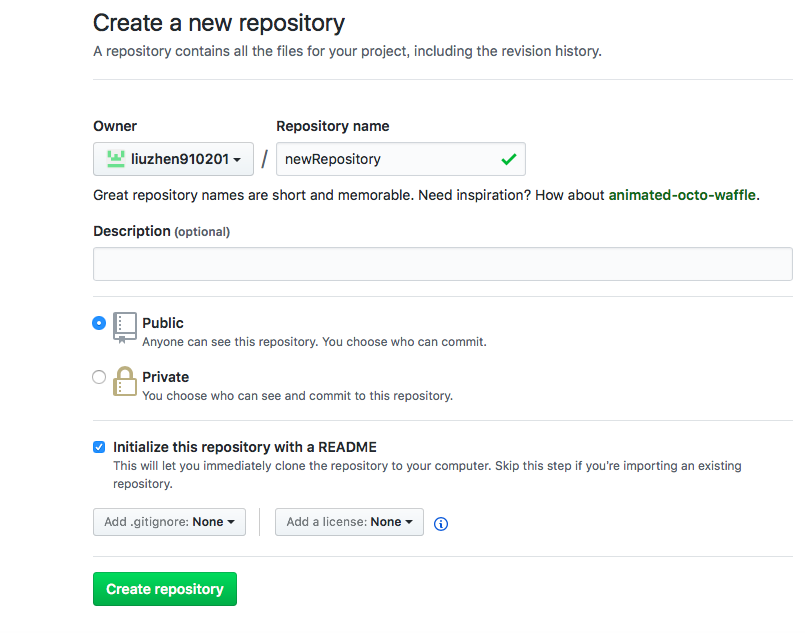 Create a new repository
A repository contains all the files for your project, including the revision history.
Owner
Repository name
liuzhen910201
/
newRepository
Great repository names are short and memorable. Need inspiration? How about animated-octo-waffle.
Description (optional)
Public
Anyone can see this repository. You choose who can commit.
Private
You choose who can see and commit to this repository.
Initialize this repository with a README
This will let you immediately clone the repository to your computer. Skip this step if you're importing an existing
repository.
Add .gitignore: None
Add a license: None
Create repository